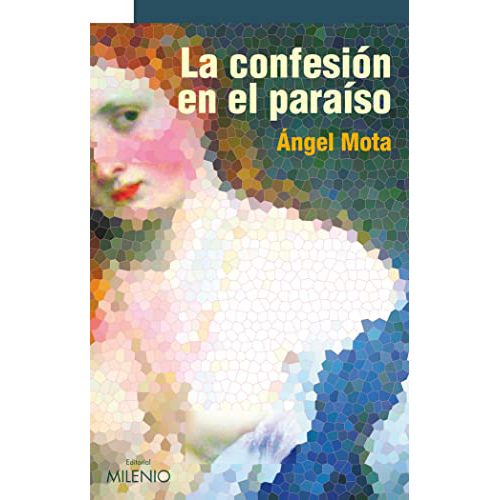 La confesión
en el paraíso
Ángel Mota
Editorial
MILENIO